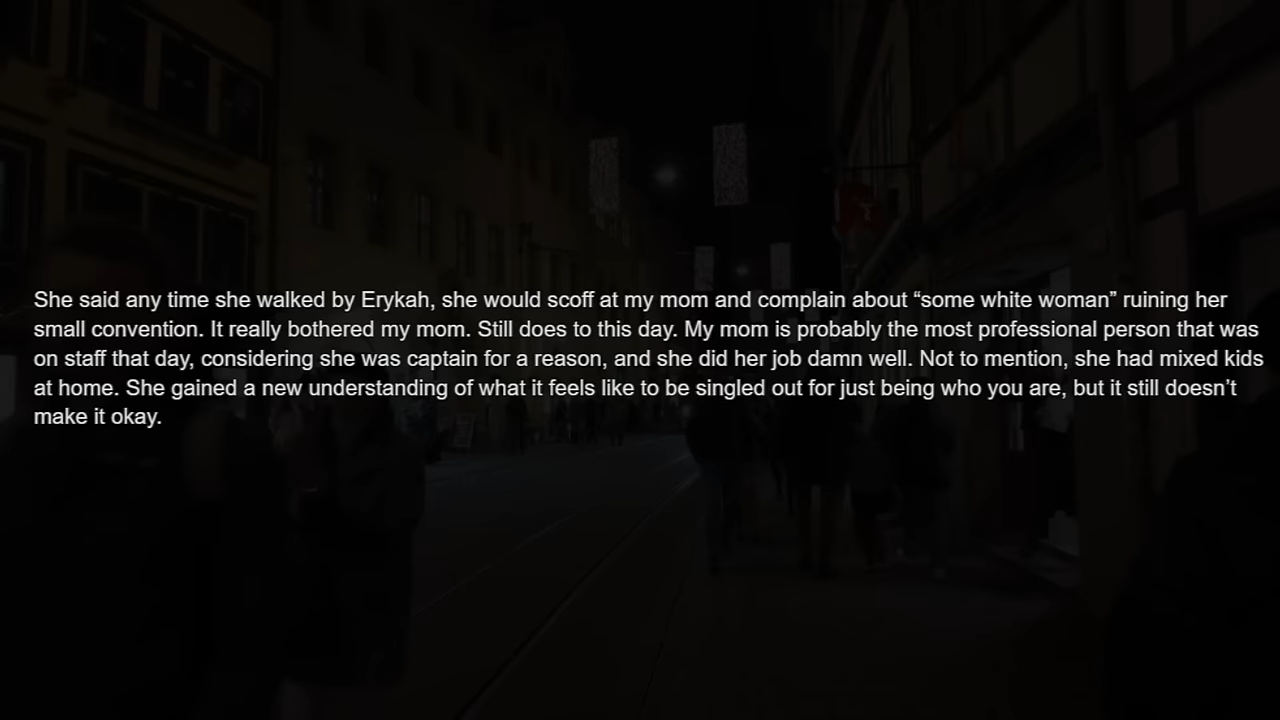 She said any time she walked by Erykah, she would scoff at my mom and complain about “some white woman” ruining her
small convention. It really bothered my mom. Still does to this day. My mom is probably the most professional person that was
on staff that day, considering she was captain for a reason, and she did her job damn well. Not to mention, she had mixed kids
at home. She gained a new understanding of what it feels like to be singled out for just being who you are, but it still doesn’t
make it okay.